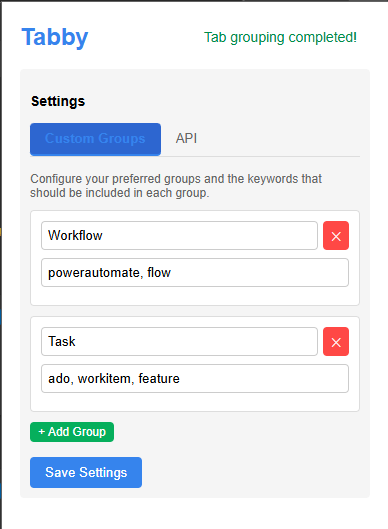 Tabby
Tab grouping completed!
Settings
Custom Groups
API
Configure your preferred groups and the keywords that
should be included in each group.
Workflow
powerautomate, flow
Task
ado, workitem, feature
+ Add Group
Save Settings